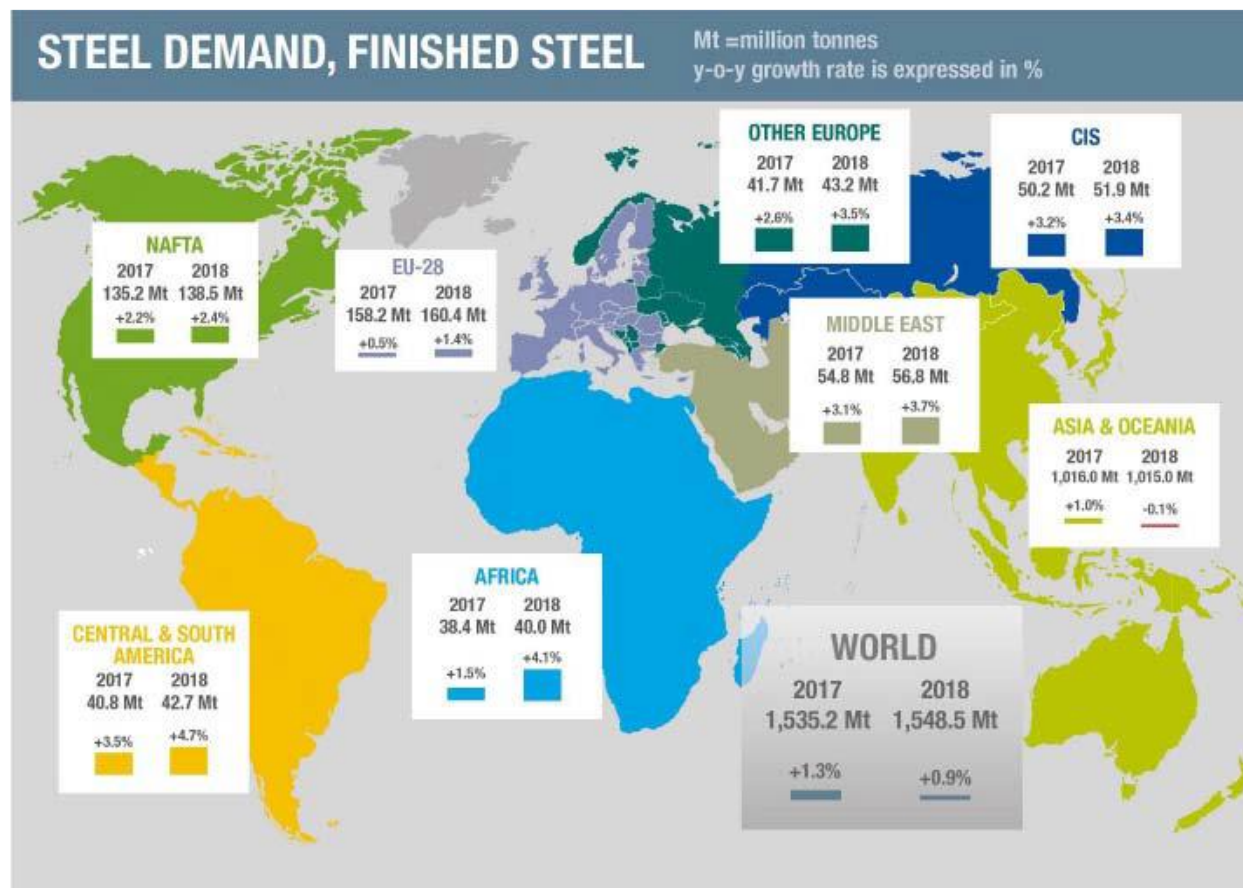 STEEL DEMAND, FINISHED STEEL
Mt =million tonnes
y-o-y growth rate is expressed in %
OTHER EUROPE
2017 2018
41.7 Mt 43.2 Mt
+2.6% +3.5%
CIS
2017 2018
50.2 Mt 51.9 Mt
+3.2% +3.4%
NAFTA
2017 2018
135.2 Mt 138.5 Mt
+2.2% +2.4%
EU-28
2017 2018
158.2 Mt 160.4 Mt
+0.5% +1.4%
MIDDLE EAST
2017 2018
54.8 Mt 56,8 Mt
+3.1% +3.7%
ASIA & OCEANIA
2017 2018
1,016.0 Mt 1,015.0 Mt
+1.0% -0.1%
AFRICA
2017 2018
38.4 Mt 40.0 Mt
+1.5% +4.1%
CENTRAL & SOUTH
AMERICA
2017 2018
40.8 Mt 42.7 Mt
+3.5% +4.7%
WORLD
2017 2018
1,535.2 Mt 1,548.5 Mt
+1.3% +0.9%